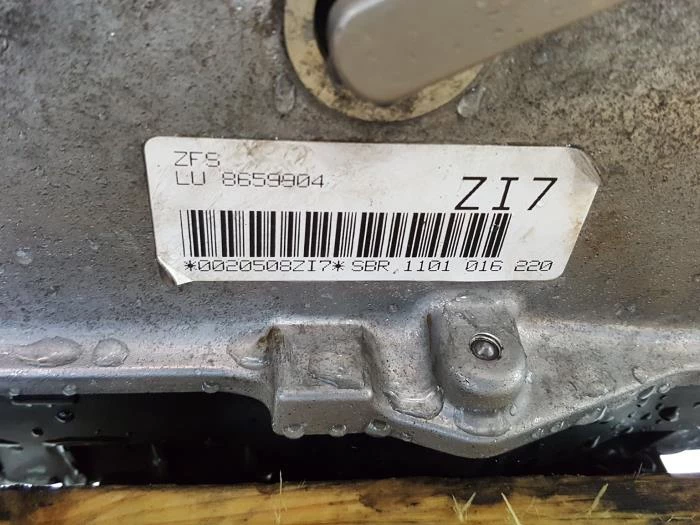 ZFS
LU 8659904
ZI7
*0020508ZI7* SBR 1101 016 220